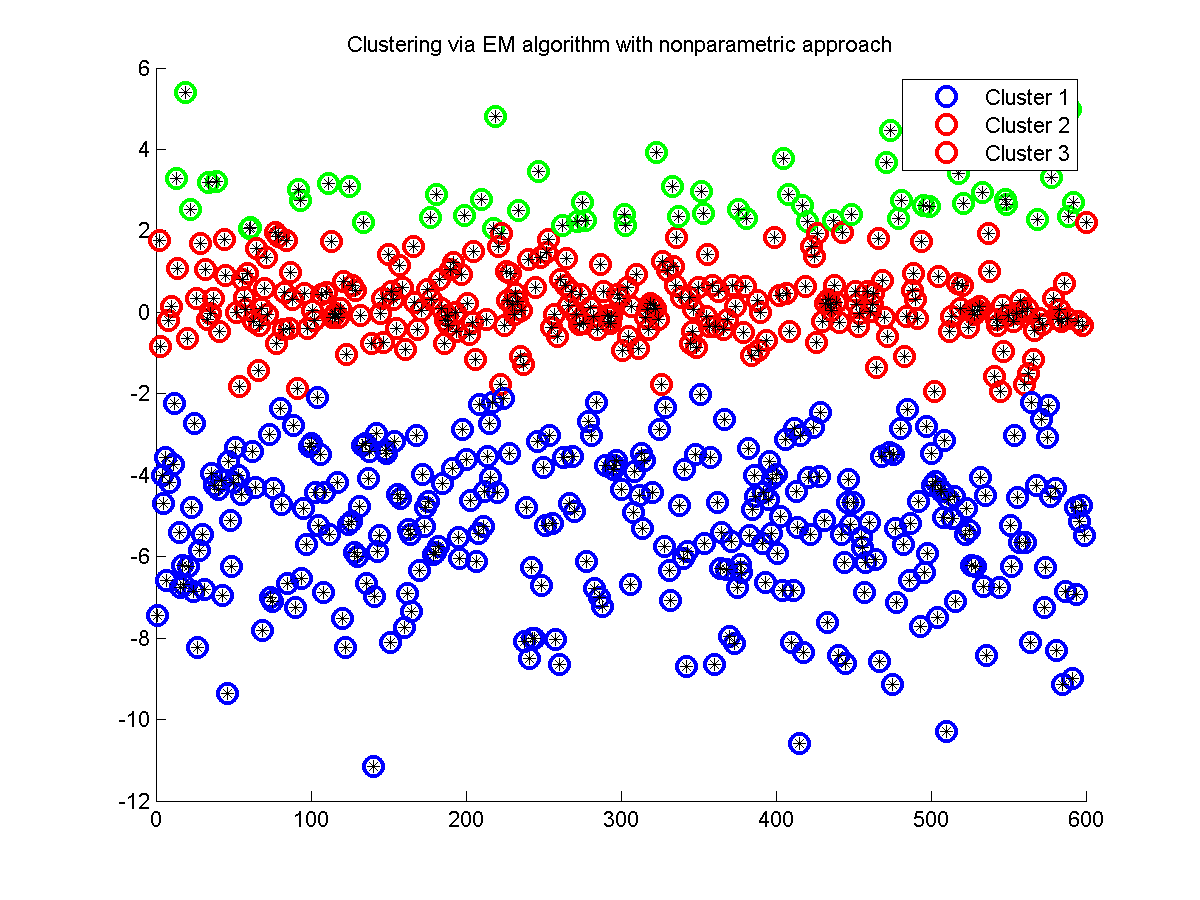 Clustering via EM algorithm with nonparametric approach
6
4
2
0
-2
-4
-6
-8
-10
-12
0 100 200 300 400 500 600
Cluster 1
Cluster 2
Cluster 3